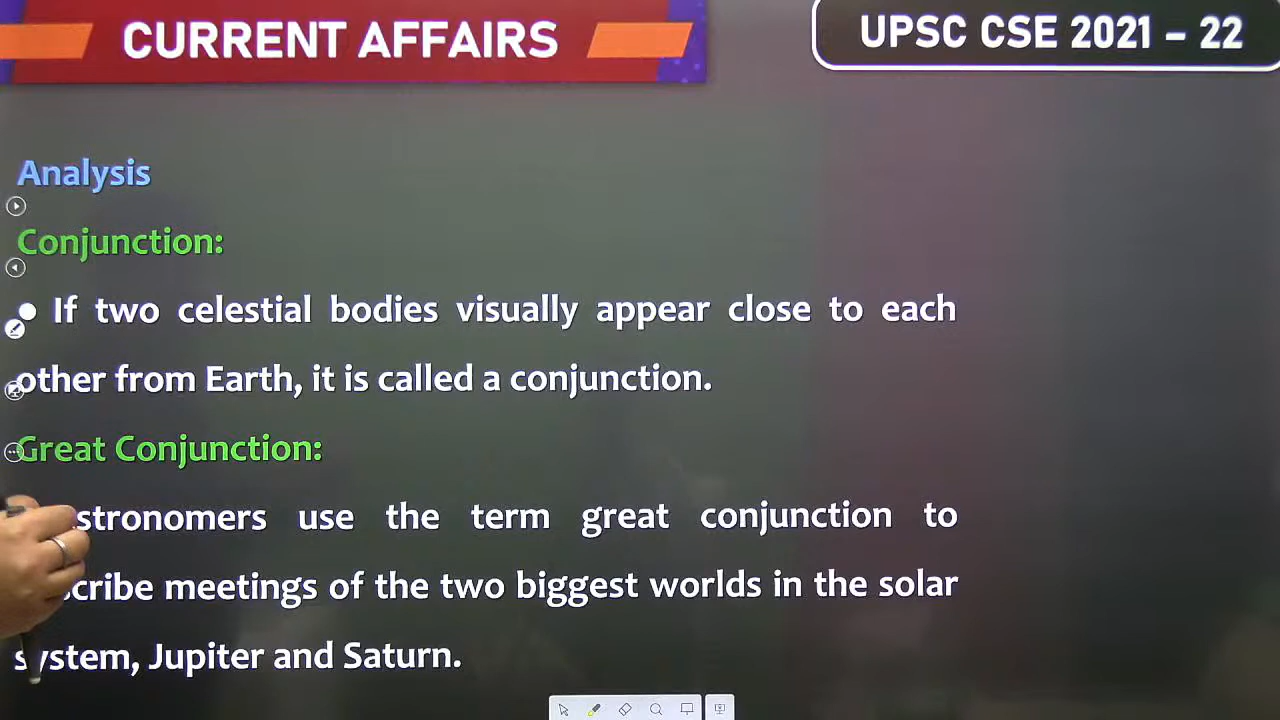 CURRENT AFFAIRS
UPSC CSE 2021 – 22
Analysis
Conjunction:
● If two celestial bodies visually appear close to each
other from Earth, it is called a conjunction.
Great Conjunction:
stronomers use the term great conjunction to
cribe meetings of the two biggest worlds in the solar
system, Jupiter and Saturn.